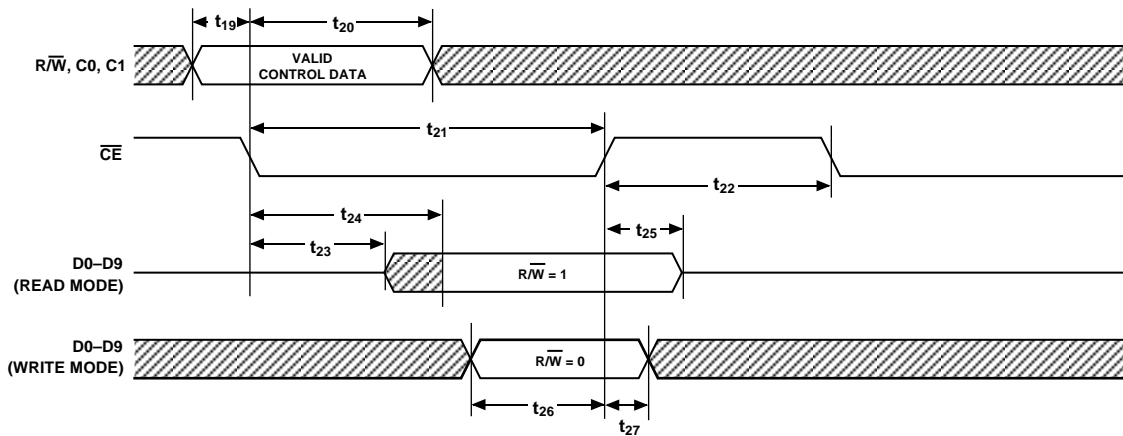 t19 t20
R/W̅, C0, C1
VALID
CONTROL DATA
t21
C̅E̅
t22
t24
t23
t25
D0–D9
(READ MODE)
R/W̅ = 1
D0–D9
(WRITE MODE)
R/W̅ = 0
t26
t27